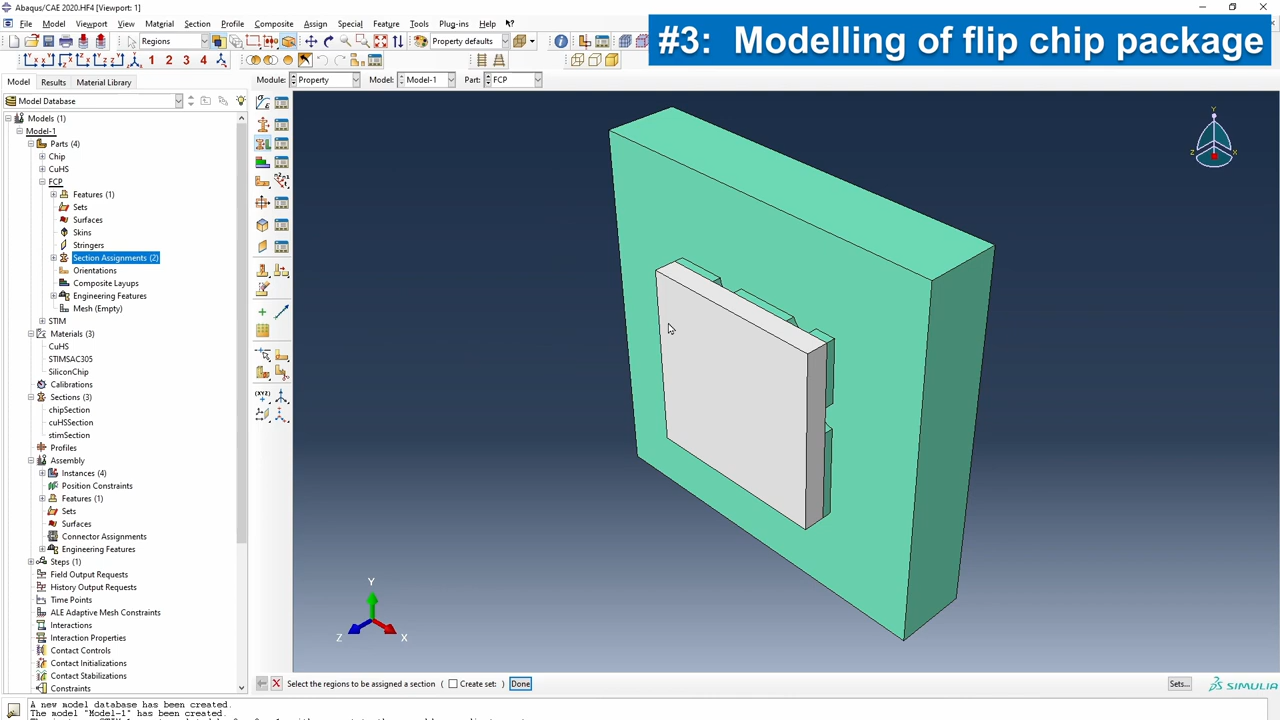 Abaqus/CAE 2020.HF4 [Viewport: 1]
File Model Viewport View Material Section Profile Composite Assign Special Feature Tools Plug-ins Help
#3: Modelling of flip chip package
Regions
Property defaults
1 2 3 4
Model Results Material Library
Module: Property Model: Model-1 Part: FCP
Model Database
Models (1)
Model-1
Parts (4)
Chip
CuHS
FCP
Features (1)
Sets
Surfaces
Skins
Stringers
Section Assignments (2)
Orientations
Composite Layups
Engineering Features
Mesh (Empty)
STIM
Materials (3)
CuHS
STIMSAC305
SiliconChip
Calibrations
Sections (3)
chipSection
cuHSSection
stimSection
Profiles
Assembly
Instances (4)
Position Constraints
Features (1)
Sets
Surfaces
Connector Assignments
Engineering Features
Steps (1)
Field Output Requests
History Output Requests
Time Points
ALE Adaptive Mesh Constraints
Interactions
Interaction Properties
Contact Controls
Contact Initializations
Contact Stabilizations
Constraints
(XYZ)
Y
Z X
Y
Z X
Select the regions to be assigned a section ( Create set: ) Done
Sets...
SIMULIA
A new model database has been created.
The model "Model-1" has been created.